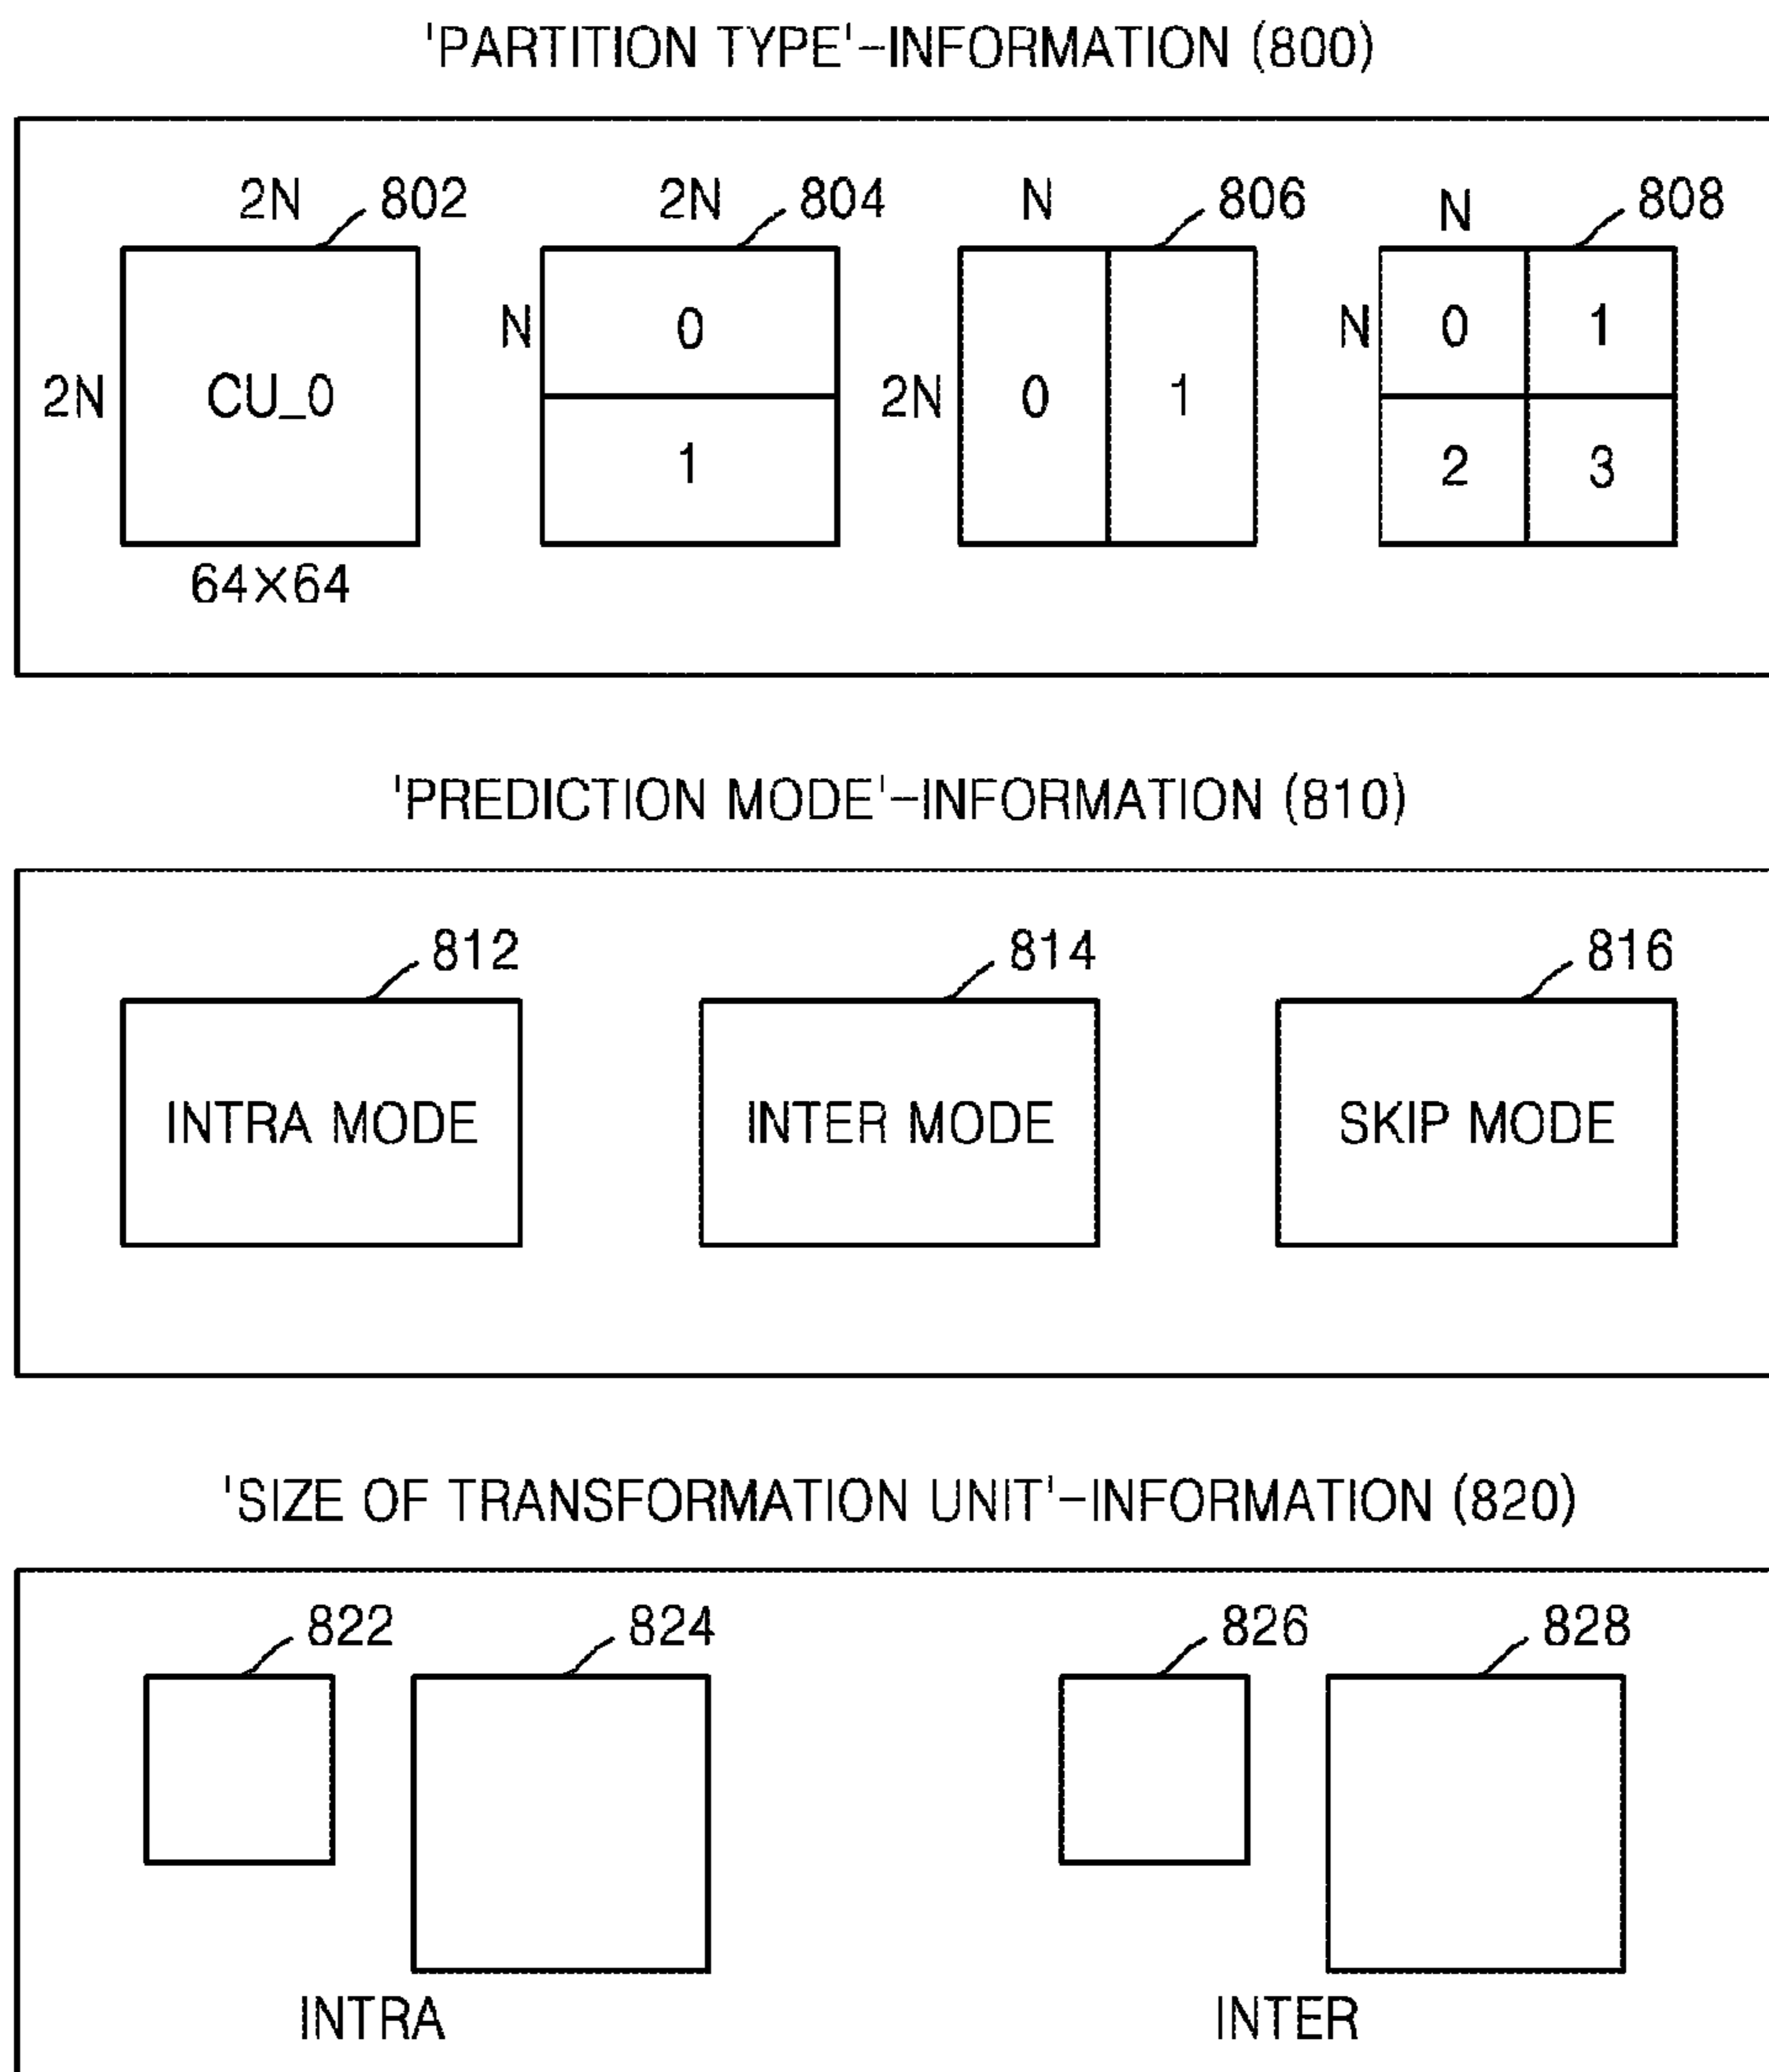 'PARTITION TYPE'-INFORMATION (800)
2N 802 2N 804 N 806 N 808
N 0 N 0 1
2N CU_0 2N 0 1
1 2 3
64×64
'PREDICTION MODE'-INFORMATION (810)
812 814 816
INTRA MODE INTER MODE SKIP MODE
'SIZE OF TRANSFORMATION UNIT'-INFORMATION (820)
822 824 826 828
INTRA INTER